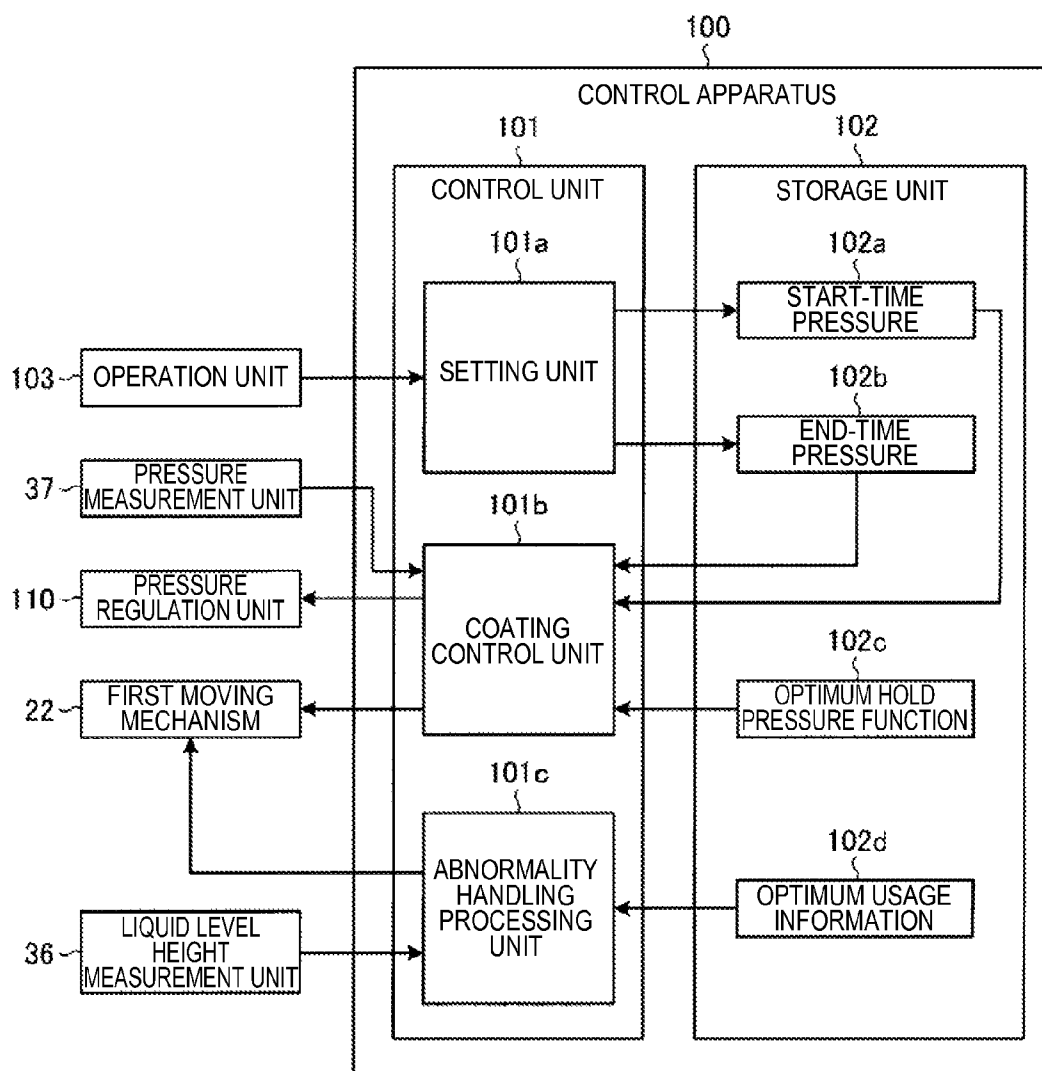 100
CONTROL APPARATUS
101
102
CONTROL UNIT
STORAGE UNIT
101a
102a
SETTING UNIT
START-TIME
PRESSURE
103
OPERATION UNIT
102b
END-TIME
PRESSURE
37
PRESSURE
MEASUREMENT UNIT
101b
110
PRESSURE
REGULATION UNIT
COATING
CONTROL UNIT
102c
OPTIMUM HOLD
PRESSURE FUNCTION
22
FIRST MOVING
MECHANISM
101c
102d
ABNORMALITY
HANDLING
PROCESSING
UNIT
OPTIMUM USAGE
INFORMATION
36
LIQUID LEVEL
HEIGHT
MEASUREMENT UNIT